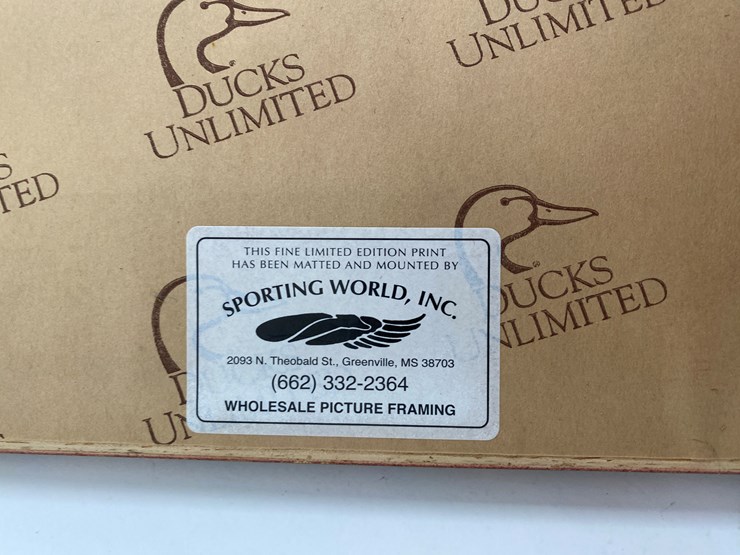 DUCKS
UNLIMITED
UNLIMITED
TED
THIS FINE LIMITED EDITION PRINT
HAS BEEN MATTED AND MOUNTED BY
SPORTING WORLD, INC.
2093 N. Theobald St., Greenville, MS 38703
(662) 332-2364
WHOLESALE PICTURE FRAMING
DUCKS
UNLIMITED